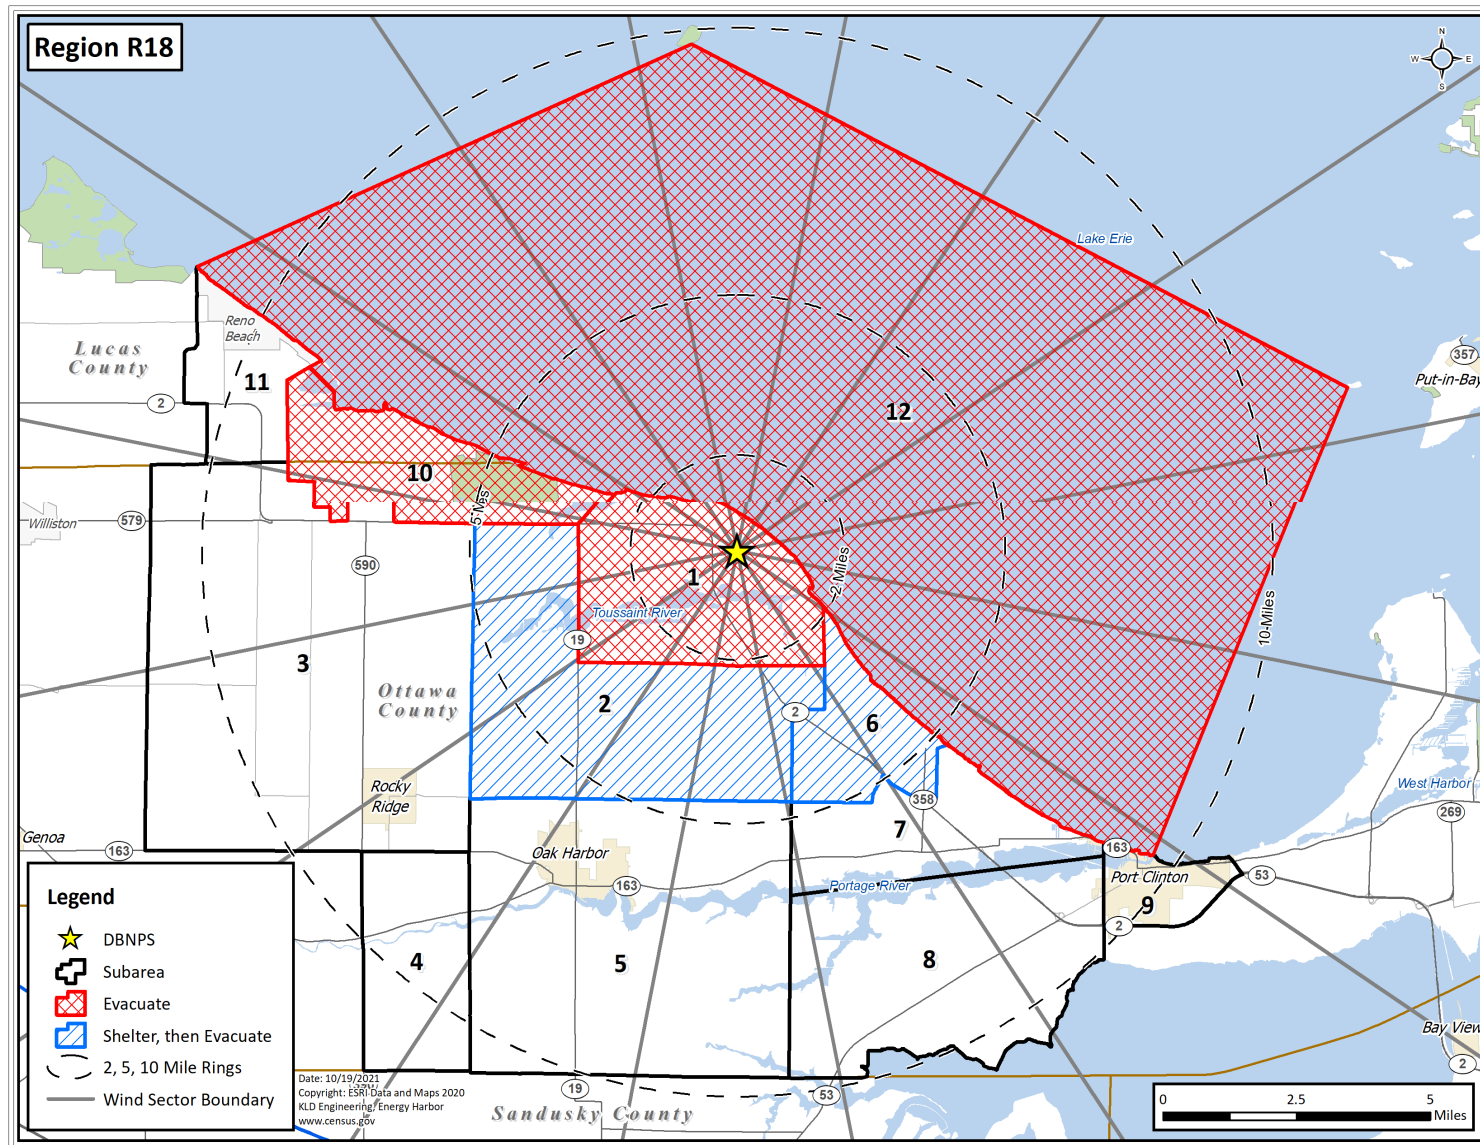 Region R18
N
W E
S
Lake Erie
Reno
Beach
Lucas
County
357
Put-in-Bay
11
12
2
10
5 Miles
Williston
579
590
2 Miles
1
Toussaint River
19
10 Miles
3
Ottawa
County
2
2
6
Rocky
Ridge
West Harbor
358
269
7
Genoa
163
Oak Harbor
163
163
Port Clinton
53
Portage River
9
2
4
5
8
Legend
DBNPS
Subarea
Evacuate
Shelter, then Evacuate
2, 5, 10 Mile Rings
Wind Sector Boundary
Bay View
2
Date: 10/19/2021
Copyright: ESRI Data and Maps 2020
KLD Engineering, Energy Harbor
www.census.gov
19
53
Sandusky County
0 2.5 5
Miles